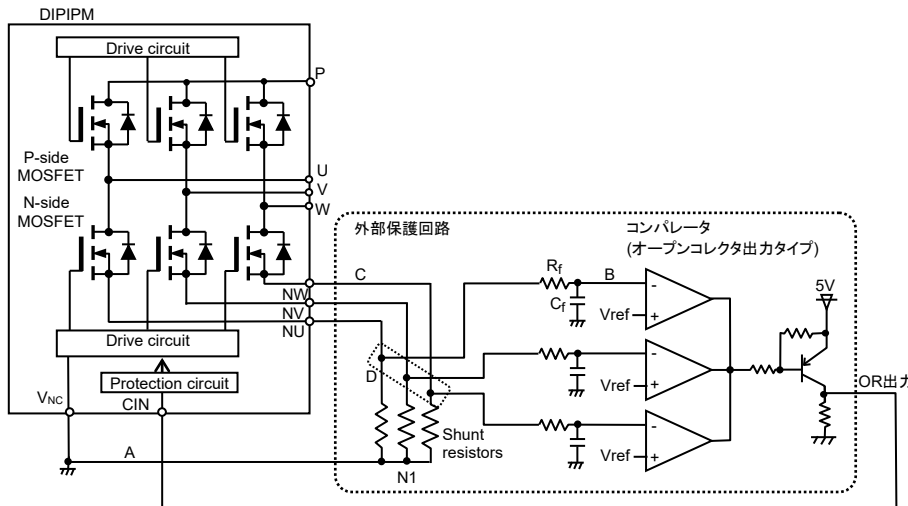 DIPIPM
Drive circuit
P
P-side
MOSFET
U
V
W
N-side
MOSFET
外部保護回路
コンパレータ
(オープンコレクタ出力タイプ)
C
Rf
B
5V
NW
Cf
-
Vref
+
NV
NU
Drive circuit
D
-
Vref
+
OR出力
Protection circuit
VNC
CIN
Shunt
resistors
-
Vref
+
A
N1